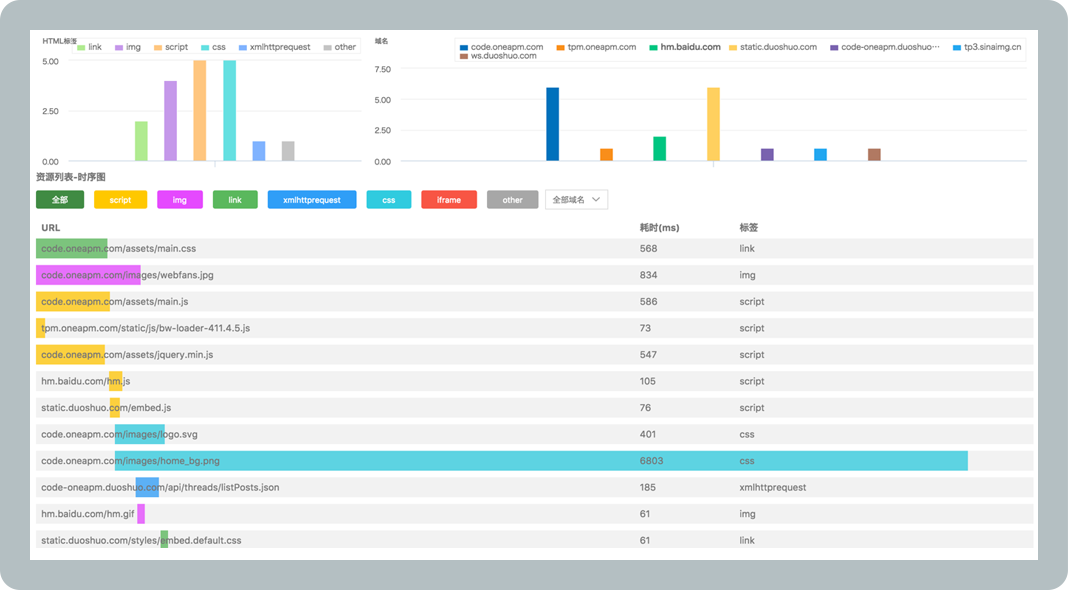 HTML标签
link img script css xmlhttprequest other
5.00
2.50
0.00
域名
code.oneapm.com tpm.oneapm.com hm.baidu.com static.duoshuo.com code-oneapm.duoshuo··· tp3.sinaimg.cn
ws.duoshuo.com
7.50
5.00
2.50
0.00
资源列表-时序图
全部 script img link xmlhttprequest css iframe other 全部域名
URL 耗时(ms) 标签
code.oneapm.com/assets/main.css 568 link
code.oneapm.com/images/webfans.jpg 834 img
code.oneapm.com/assets/main.js 586 script
tpm.oneapm.com/static/js/bw-loader-411.4.5.js 73 script
code.oneapm.com/assets/jquery.min.js 547 script
hm.baidu.com/hm.js 105 script
static.duoshuo.com/embed.js 76 script
code.oneapm.com/images/logo.svg 401 css
code.oneapm.com/images/home_bg.png 6803 css
code-oneapm.duoshuo.com/api/threads/listPosts.json 185 xmlhttprequest
hm.baidu.com/hm.gif 61 img
static.duoshuo.com/styles/embed.default.css 61 link